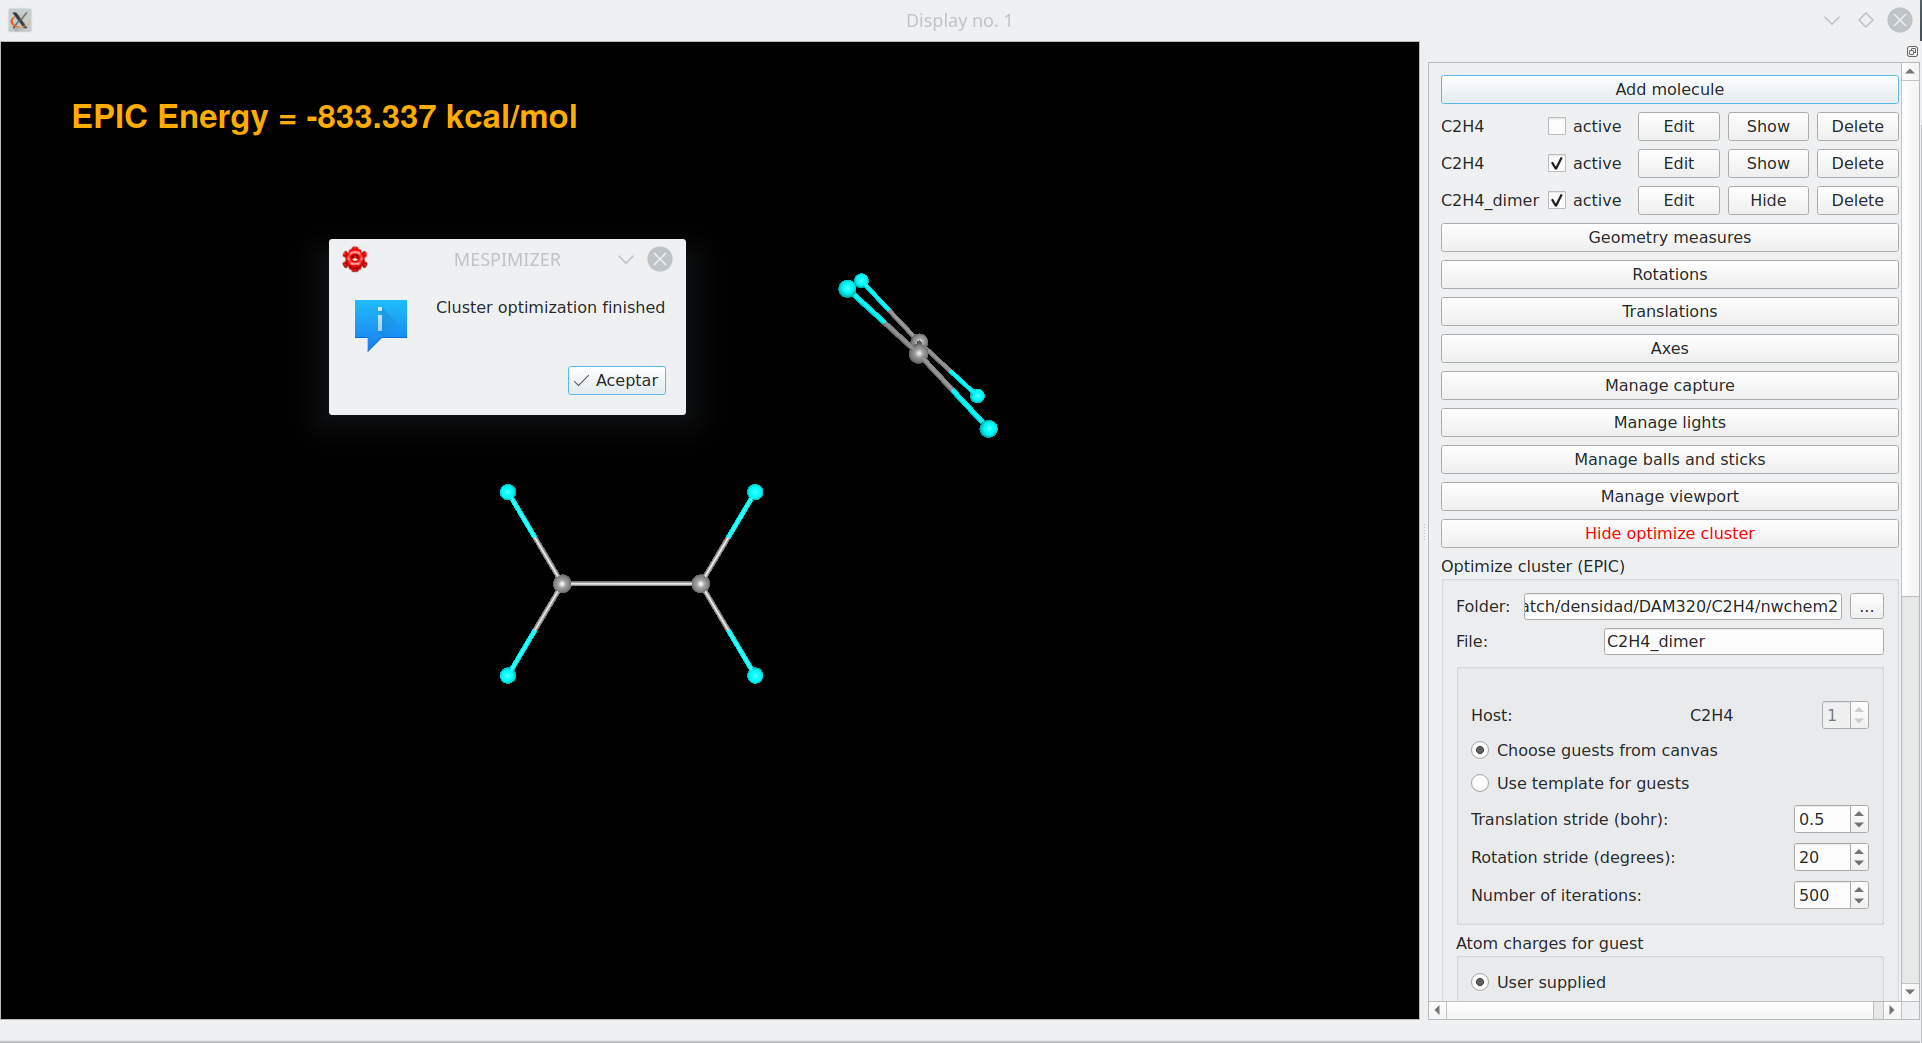 Display no. 1
EPIC Energy = -833.337 kcal/mol
MESPIMIZER
Cluster optimization finished
Aceptar
Add molecule
C2H4 active Edit Show Delete
C2H4 active Edit Show Delete
C2H4_dimer active Edit Hide Delete
Geometry measures
Rotations
Translations
Axes
Manage capture
Manage lights
Manage balls and sticks
Manage viewport
Hide optimize cluster
Optimize cluster (EPIC)
Folder: atch/densidad/DAM320/C2H4/nwchem2 ...
File: C2H4_dimer
Host: C2H4 1
Choose guests from canvas
Use template for guests
Translation stride (bohr): 0.5
Rotation stride (degrees): 20
Number of iterations: 500
Atom charges for guest
User supplied